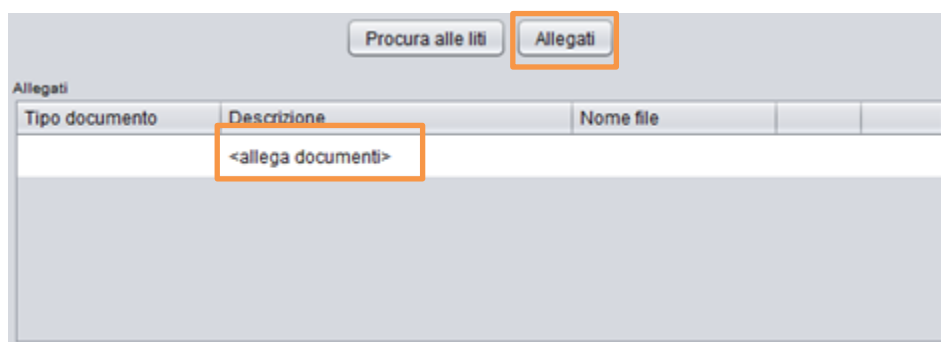 Procura alle liti Allegati
Allegati
Tipo documento Descrizione Nome file
<allega documenti>